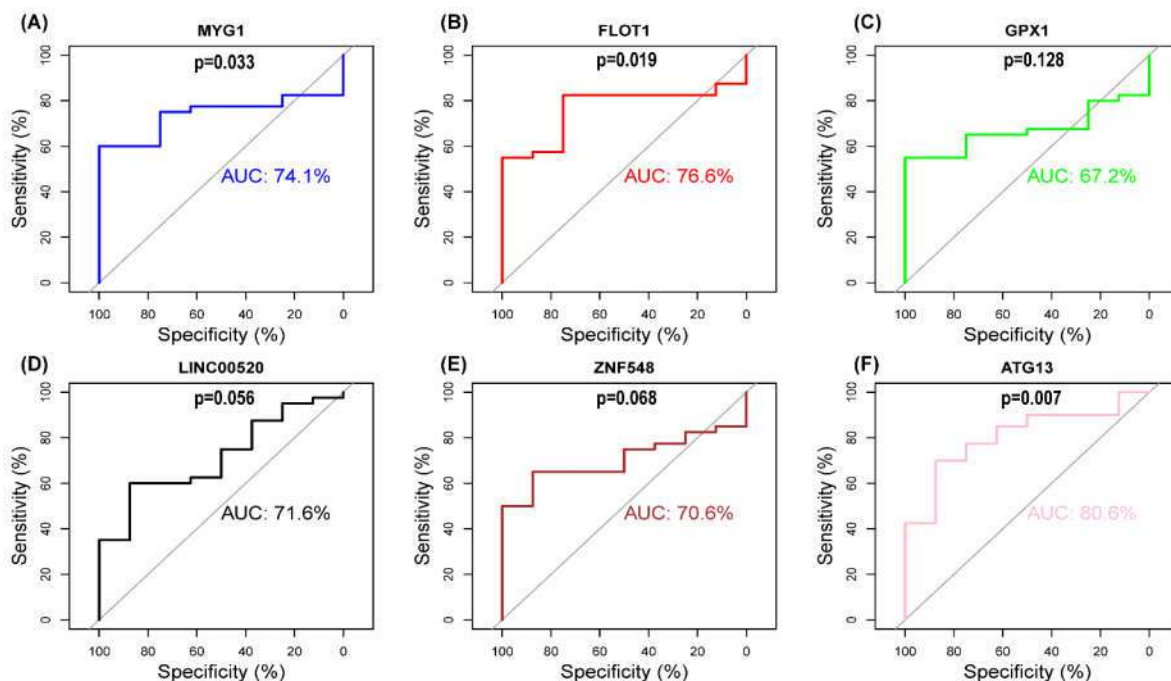 (A)
MYG1
p=0.033
AUC: 74.1%
Sensitivity (%)
0 20 40 60 80 100
100 80 60 40 20 0
Specificity (%)
(B)
FLOT1
p=0.019
AUC: 76.6%
Sensitivity (%)
0 20 40 60 80 100
100 80 60 40 20 0
Specificity (%)
(C)
GPX1
p=0.128
AUC: 67.2%
Sensitivity (%)
0 20 40 60 80 100
100 80 60 40 20 0
Specificity (%)
(D)
LINC00520
p=0.056
AUC: 71.6%
Sensitivity (%)
0 20 40 60 80 100
100 80 60 40 20 0
Specificity (%)
(E)
ZNF548
p=0.068
AUC: 70.6%
Sensitivity (%)
0 20 40 60 80 100
100 80 60 40 20 0
Specificity (%)
(F)
ATG13
p=0.007
AUC: 80.6%
Sensitivity (%)
0 20 40 60 80 100
100 80 60 40 20 0
Specificity (%)